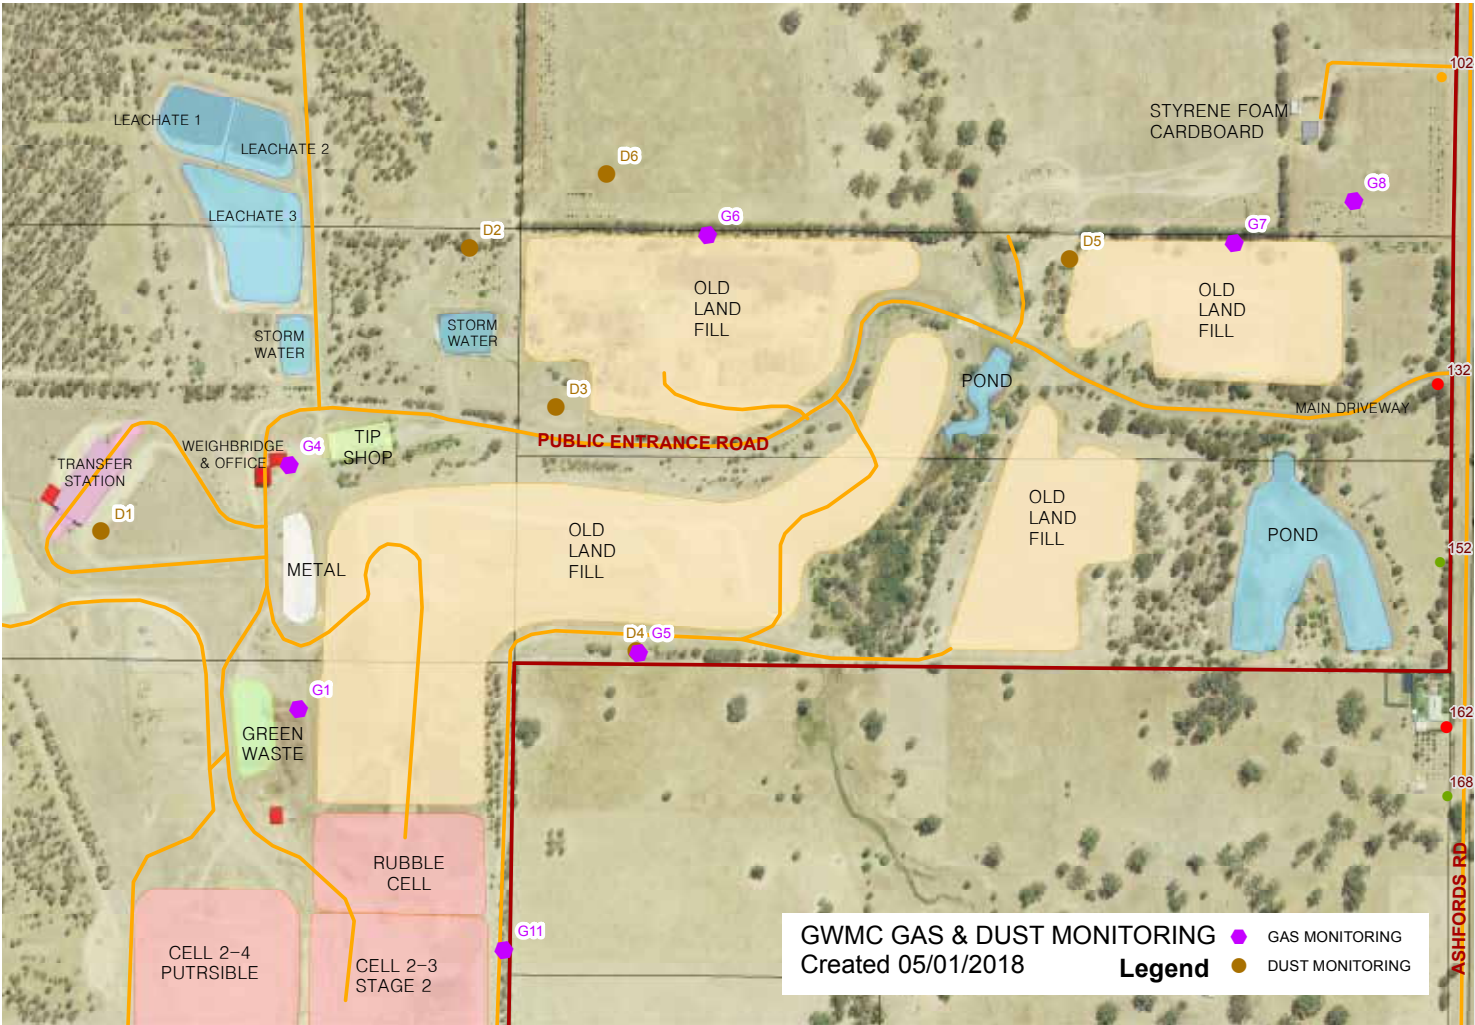 102
STYRENE FOAM
CARDBOARD
LEACHATE 1
LEACHATE 2
D6
G8
LEACHATE 3
G6
D2
G7
D5
OLD
LAND
FILL
OLD
LAND
FILL
STORM
WATER
STORM
WATER
132
POND
D3
MAIN DRIVEWAY
PUBLIC ENTRANCE ROAD
TIP
SHOP
WEIGHBRIDGE
& OFFICE
G4
TRANSFER
STATION
D1
OLD
LAND
FILL
OLD
LAND
FILL
POND
152
METAL
D4
G5
G1
162
GREEN
WASTE
168
RUBBLE
CELL
ASHFORDS RD
G11
CELL 2-4
PUTRSIBLE
CELL 2-3
STAGE 2
GWMC GAS & DUST MONITORING
Created 05/01/2018
Legend
GAS MONITORING
DUST MONITORING